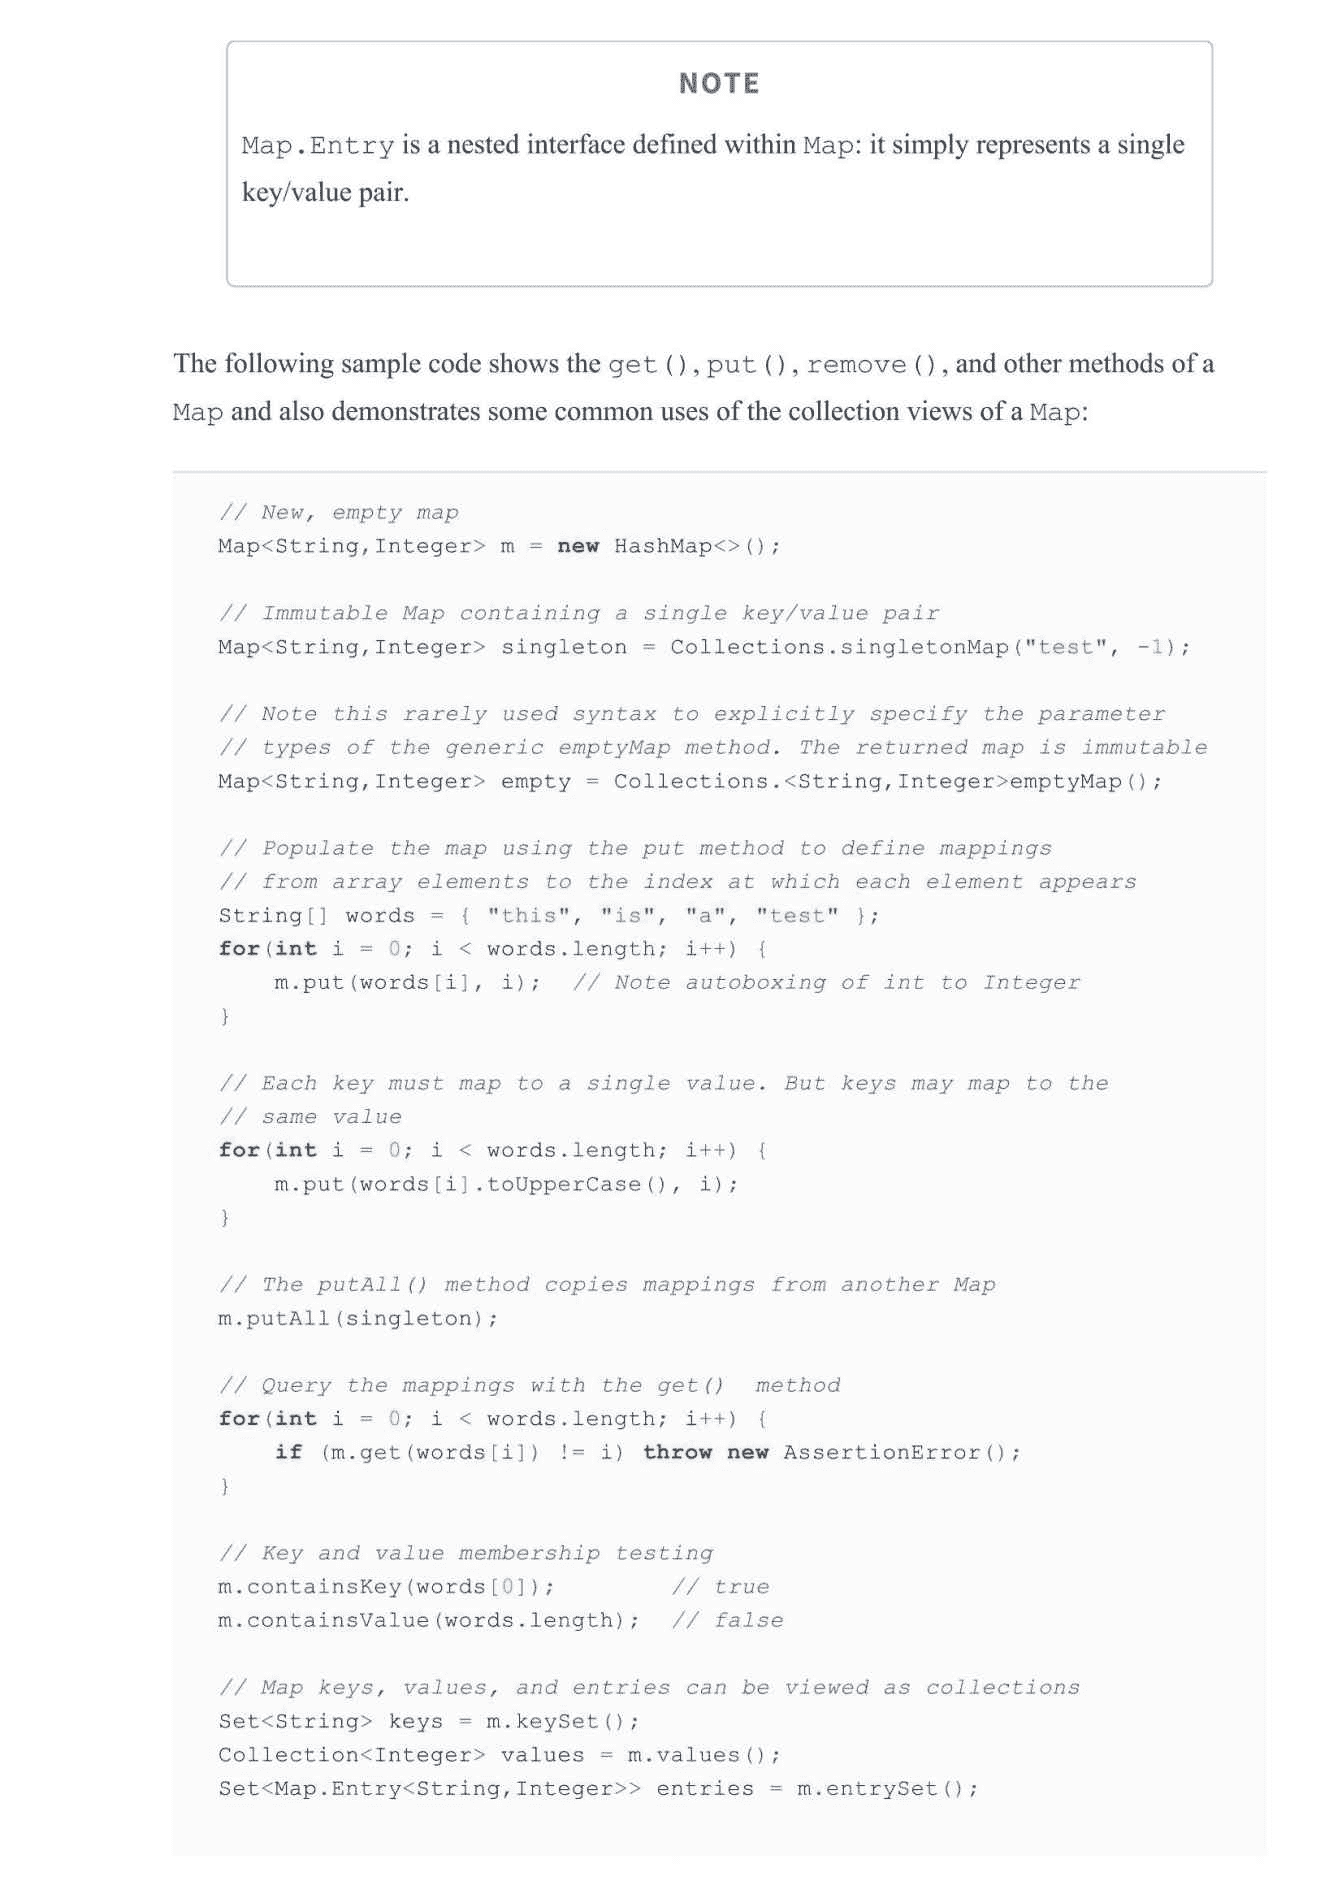 NOTE
Map.Entry is a nested interface defined within Map: it simply represents a single
key/value pair.
The following sample code shows the get(), put(), remove(), and other methods of a
Map and also demonstrates some common uses of the collection views of a Map:
// New, empty map
Map<String,Integer> m = new HashMap<>();
// Immutable Map containing a single key/value pair
Map<String,Integer> singleton = Collections.singletonMap("test", -1);
// Note this rarely used syntax to explicitly specify the parameter
// types of the generic emptyMap method. The returned map is immutable
Map<String,Integer> empty = Collections.<String,Integer>emptyMap();
// Populate the map using the put method to define mappings
// from array elements to the index at which each element appears
String[] words = { "this", "is", "a", "test" };
for(int i = 0; i < words.length; i++) {
    m.put(words[i], i);  // Note autoboxing of int to Integer
}
// Each key must map to a single value. But keys may map to the
// same value
for(int i = 0; i < words.length; i++) {
    m.put(words[i].toUpperCase(), i);
}
// The putAll() method copies mappings from another Map
m.putAll(singleton);
// Query the mappings with the get()  method
for(int i = 0; i < words.length; i++) {
    if (m.get(words[i]) != i) throw new AssertionError();
}
// Key and value membership testing
m.containsKey(words[0]);        // true
m.containsValue(words.length);  // false
// Map keys, values, and entries can be viewed as collections
Set<String> keys = m.keySet();
Collection<Integer> values = m.values();
Set<Map.Entry<String,Integer>> entries = m.entrySet();